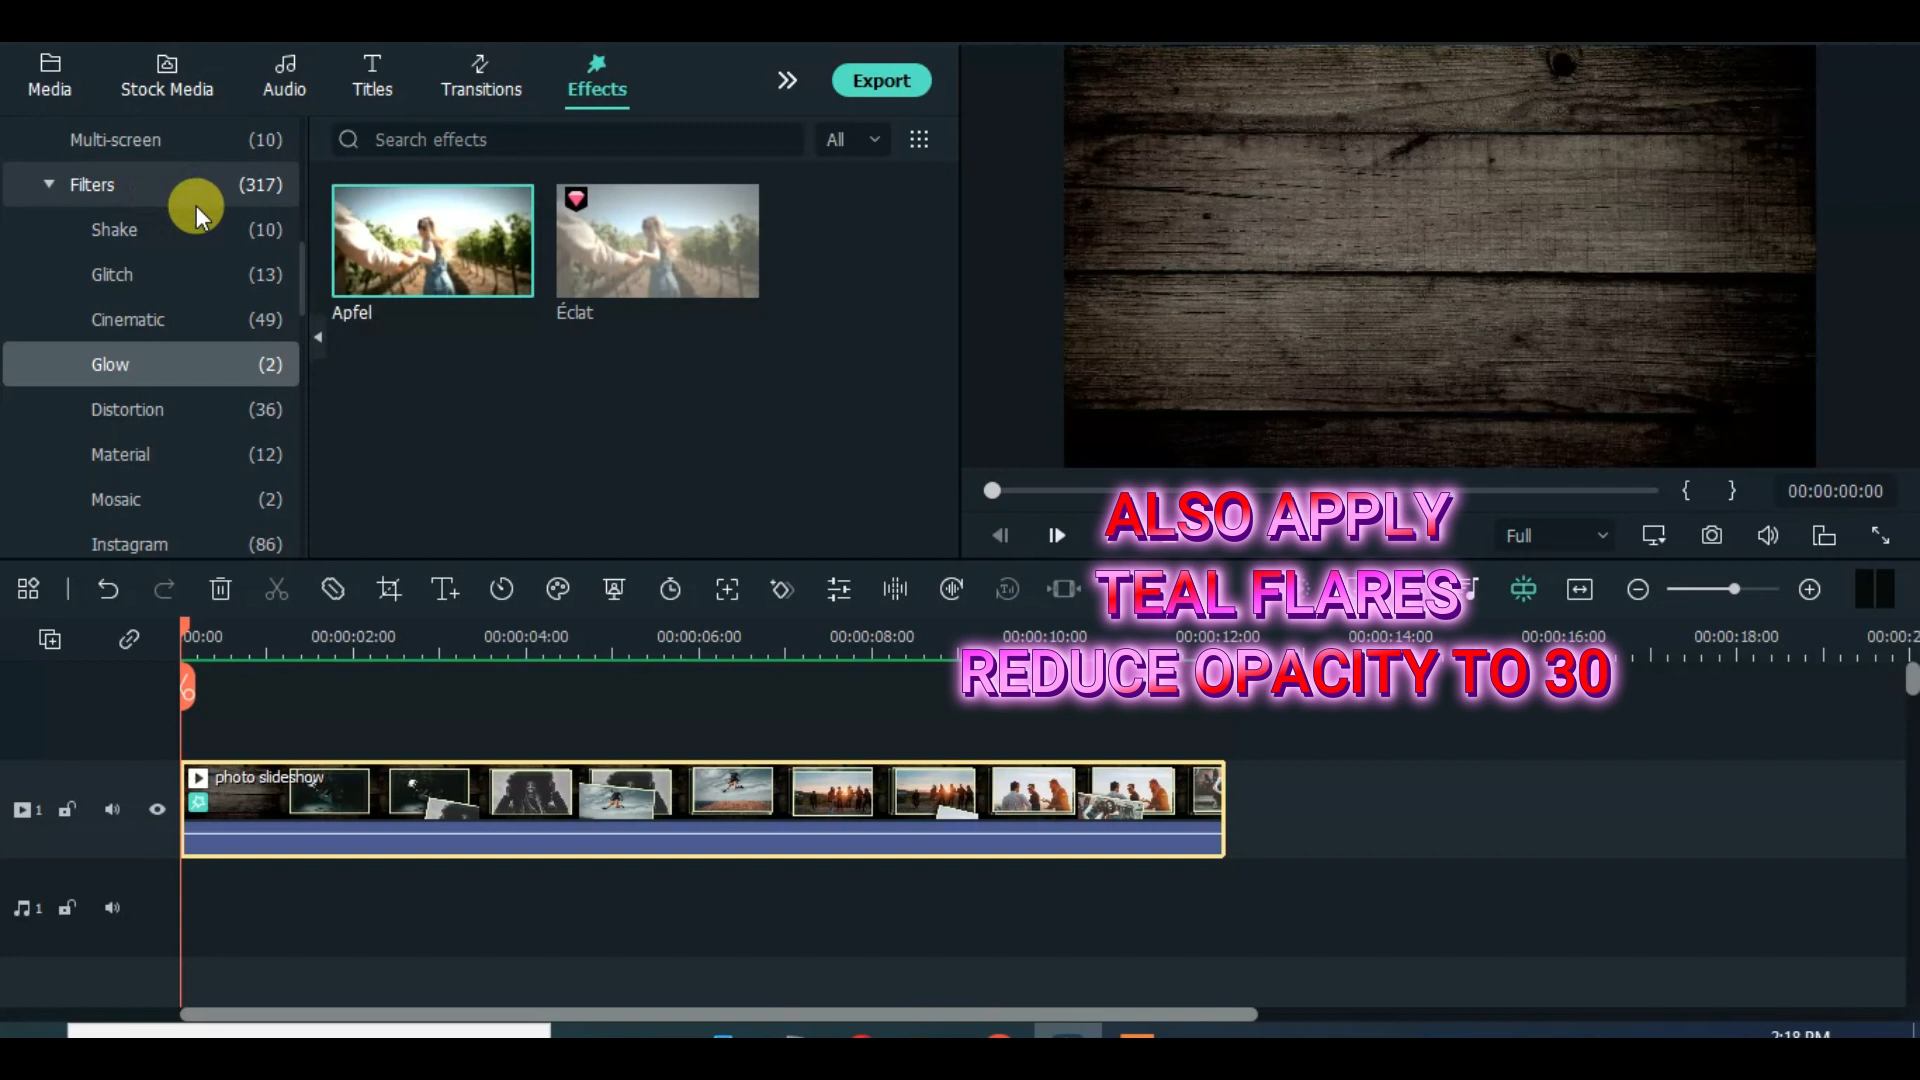 Media
Stock Media
Audio
Titles
Transitions
Effects
Export
Multi-screen (10)
Filters (317)
Shake (10)
Glitch (13)
Cinematic (49)
Glow (2)
Distortion (36)
Material (12)
Mosaic (2)
Instagram (86)
Search effects
All
Apfel
Éclat
{ }
00:00:00:00
Full
ALSO APPLY
TEAL FLARES
REDUCE OPACITY TO 30
00:00 00:00:02:00 00:00:04:00 00:00:06:00 00:00:08:00 00:00:10:00 00:00:12:00 00:00:14:00 00:00:16:00 00:00:18:00 00:00:2
photo slideshow
1
1
2:18 PM